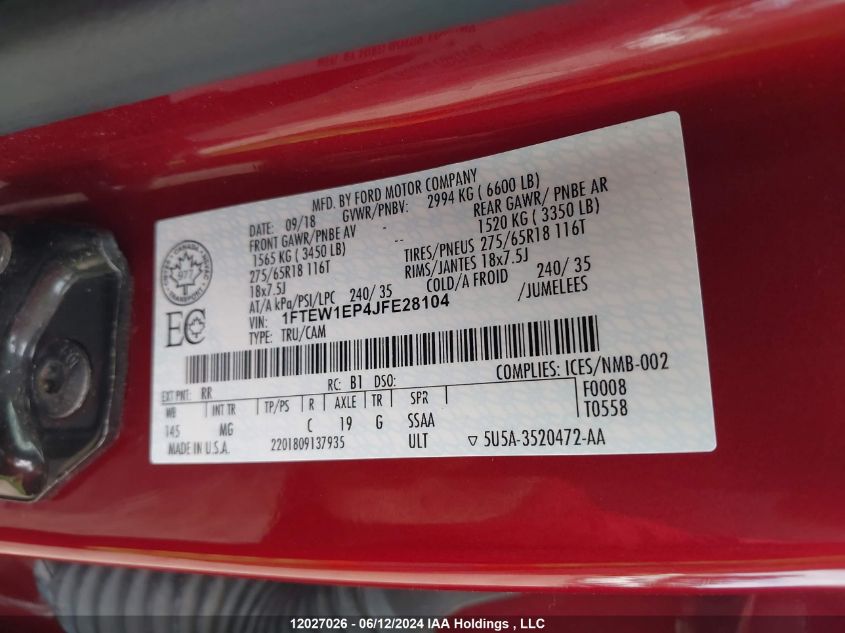 MFD. BY FORD MOTOR COMPANY
DATE: 09/18 GVWR/PNBV: 2994 KG ( 6600 LB)
FRONT GAWR/PNBE AV - REAR GAWR/ PNBE AR
1565 KG ( 3450 LB) -- 1520 KG ( 3350 LB)
275/65R18 116T TIRES/PNEUS 275/65R18 116T
18x7.5J RIMS/JANTES 18x7.5J
AT/A kPa/PSI/LPC 240/ 35 COLD/A FROID 240/ 35
VIN: 1FTEW1EP4JFE28104 /JUMELEES
TYPE: TRU/CAM
CANADA
977
TRANSPORT
EC
COMPLIES: ICES/NMB-002
EXT PNT: RR RC: B1 DSO: F0008
WB INT TR TP/PS R AXLE TR SPR T0558
145 MG C 19 G SSAA
MADE IN U.S.A. 2201809137935 ULT ▽ 5U5A-3520472-AA
12027026 - 06/12/2024 IAA Holdings , LLC